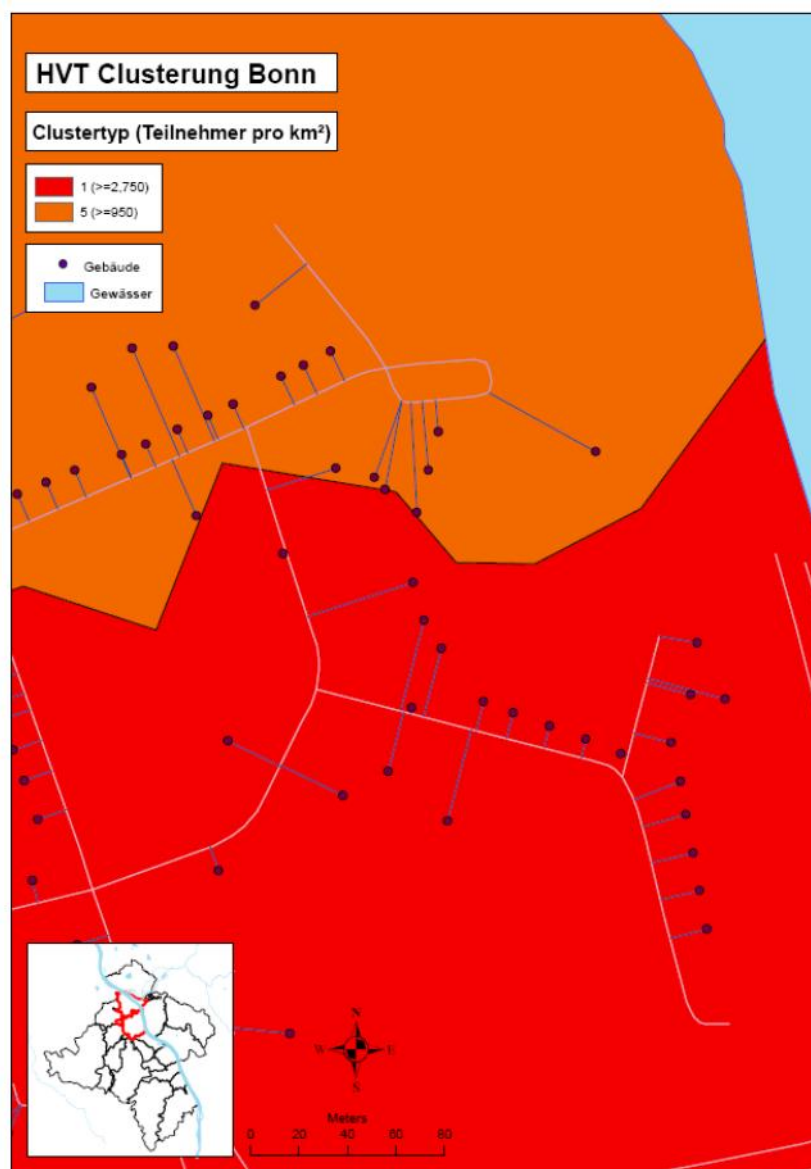 HVT Clusterung Bonn
Clustertyp (Teilnehmer pro km²)
1 (>=2,750)
5 (>=950)
Gebäude
Gewässer
N
W E
S
Meters
0 20 40 60 80